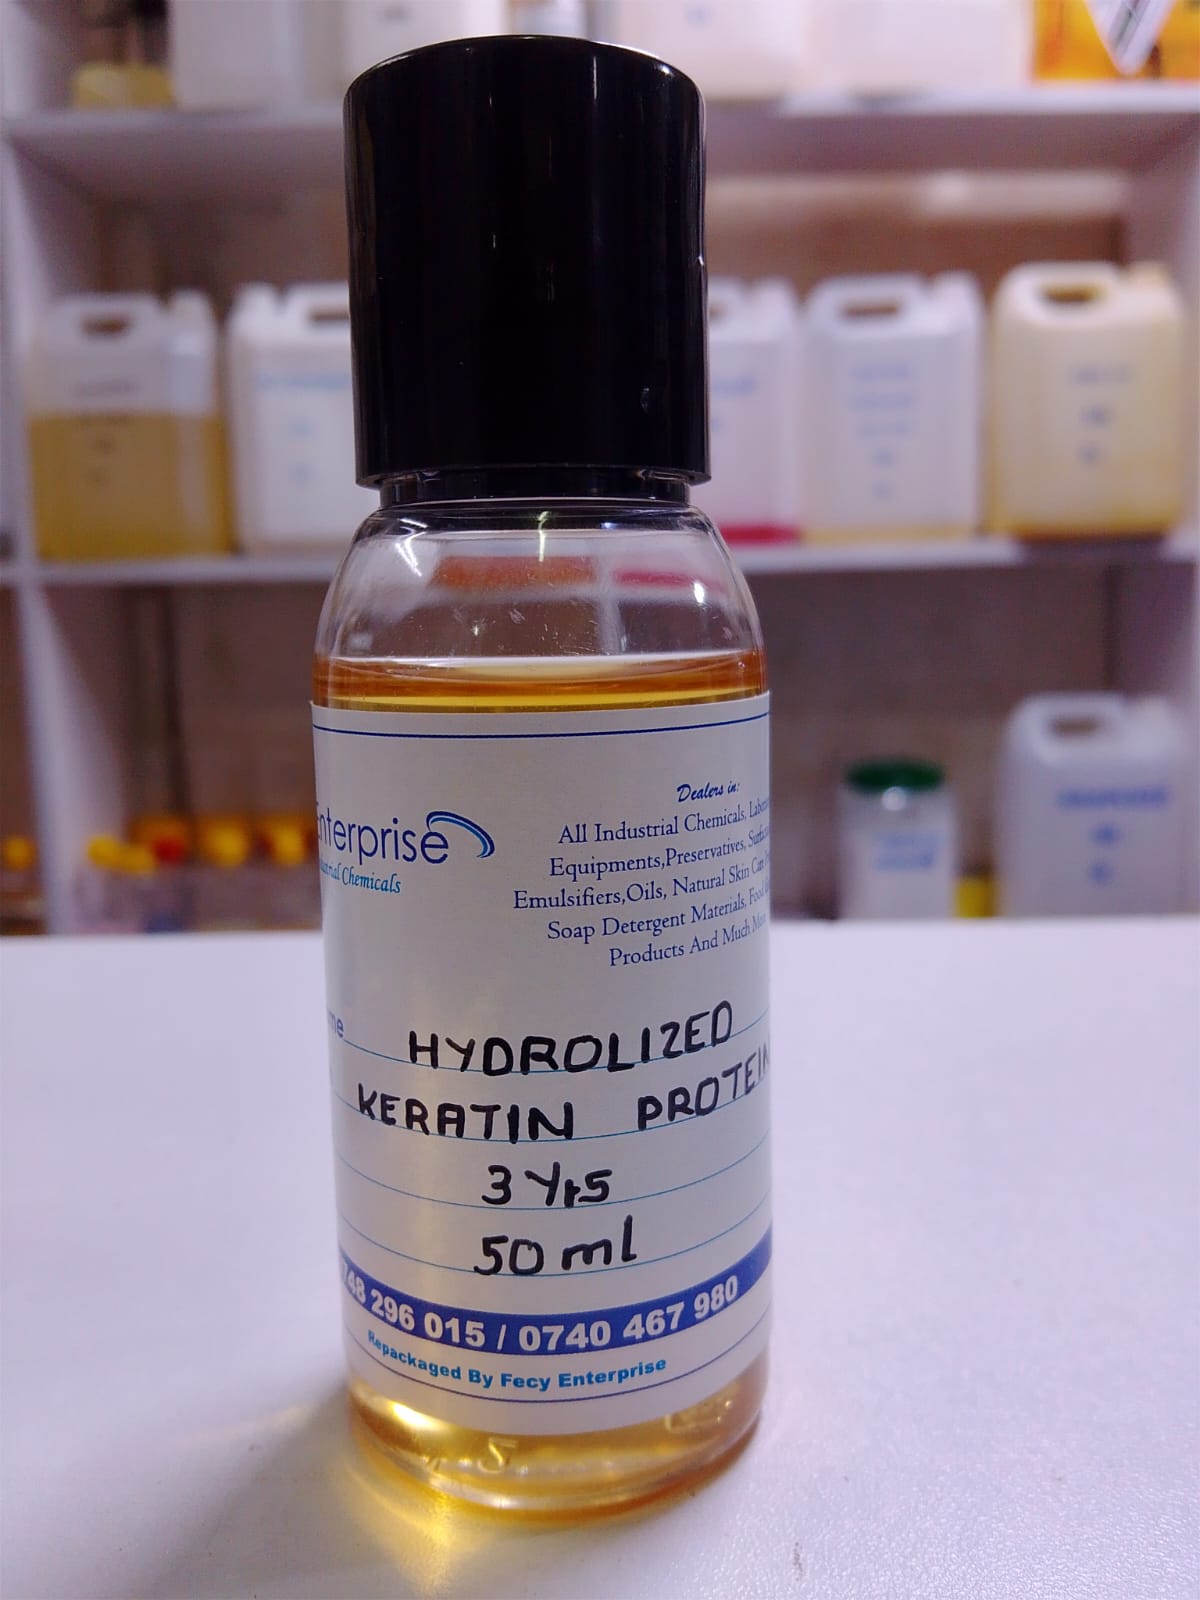 Enterprise
Industrial Chemicals
Dealers in:
All Industrial Chemicals,
Equipments,Preservatives,
Emulsifiers,Oils, Natural Skin Care
Soap Detergent Materials, Food
Products And Much More
HYDROLIZED
KERATIN PROTEIN
3 Yrs
50 ml
748 296 015 / 0740 467 980
Repackaged By Fecy Enterprise